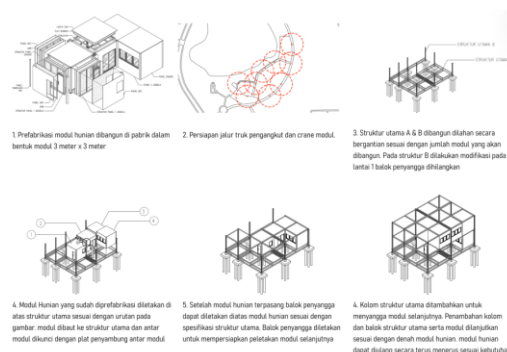 STRUKTUR UTAMA B
STRUKTUR UTAMA
1. Prefabrikasi modul hunian dibangun di pabrik dalam
bentuk modul 3 meter x 3 meter
2. Persiapan jalur truk pengangkut dan crane modul.
3. Struktur utama A & B dibangun dilahan secara
bergantian sesuai dengan jumlah modul yang akan
dibangun. Pada struktur B dilakukan modifikasi pada
lantai 1 balok penyangga dihilangkan
4. Modul Hunian yang sudah diprefabrikasi diletakan di
atas struktur utama sesuai dengan urutan pada
gambar. modul dibaut ke struktur utama dan antar
modul dikunci dengan plat penyambung antar modul
5. Setelah modul hunian terpasang balok penyangga
dapat diletakan diatas modul hunian sesuai dengan
spesifikasi struktur utama. Balok penyangga diletakan
untuk mempersiapkan peletakan modul selanjutnya
4. Kolom struktur utama ditambahkan untuk
menyangga modul selanjutnya. Penambahan kolom
dan balok struktur utama serta modul dilanjutkan
sesuai dengan denah modul hunian. modul hunian
dapat diulang secara terus menerus sesuai kebutuha